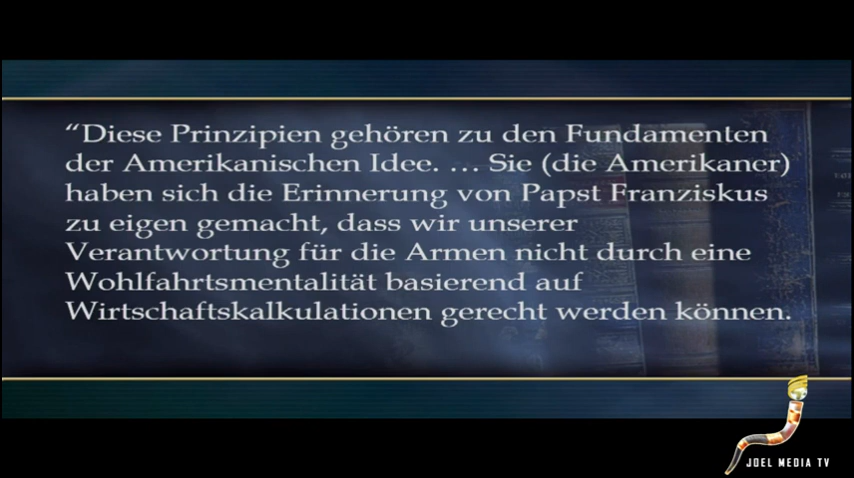 “Diese Prinzipien gehören zu den Fundamenten
der Amerikanischen Idee. … Sie (die Amerikaner)
haben sich die Erinnerung von Papst Franziskus
zu eigen gemacht, dass wir unserer
Verantwortung für die Armen nicht durch eine
Wohlfahrtsmentalität basierend auf
Wirtschaftskalkulationen gerecht werden können.
JOEL MEDIA TV